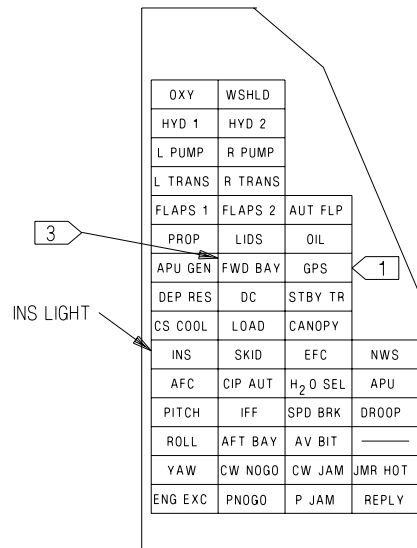 OXY WSHLD
HYD 1 HYD 2
L PUMP R PUMP
L TRANS R TRANS
FLAPS 1 FLAPS 2 AUT FLP
3
PROP LIDS OIL
APU GEN FWD BAY GPS
1
DEP RES DC STBY TR
INS LIGHT
CS COOL LOAD CANOPY
INS SKID EFC NWS
AFC CIP AUT H₂O SEL APU
PITCH IFF SPD BRK DROOP
ROLL AFT BAY AV BIT ———
YAW CW NOGO CW JAM JMR HOT
ENG EXC PNOGO P JAM REPLY